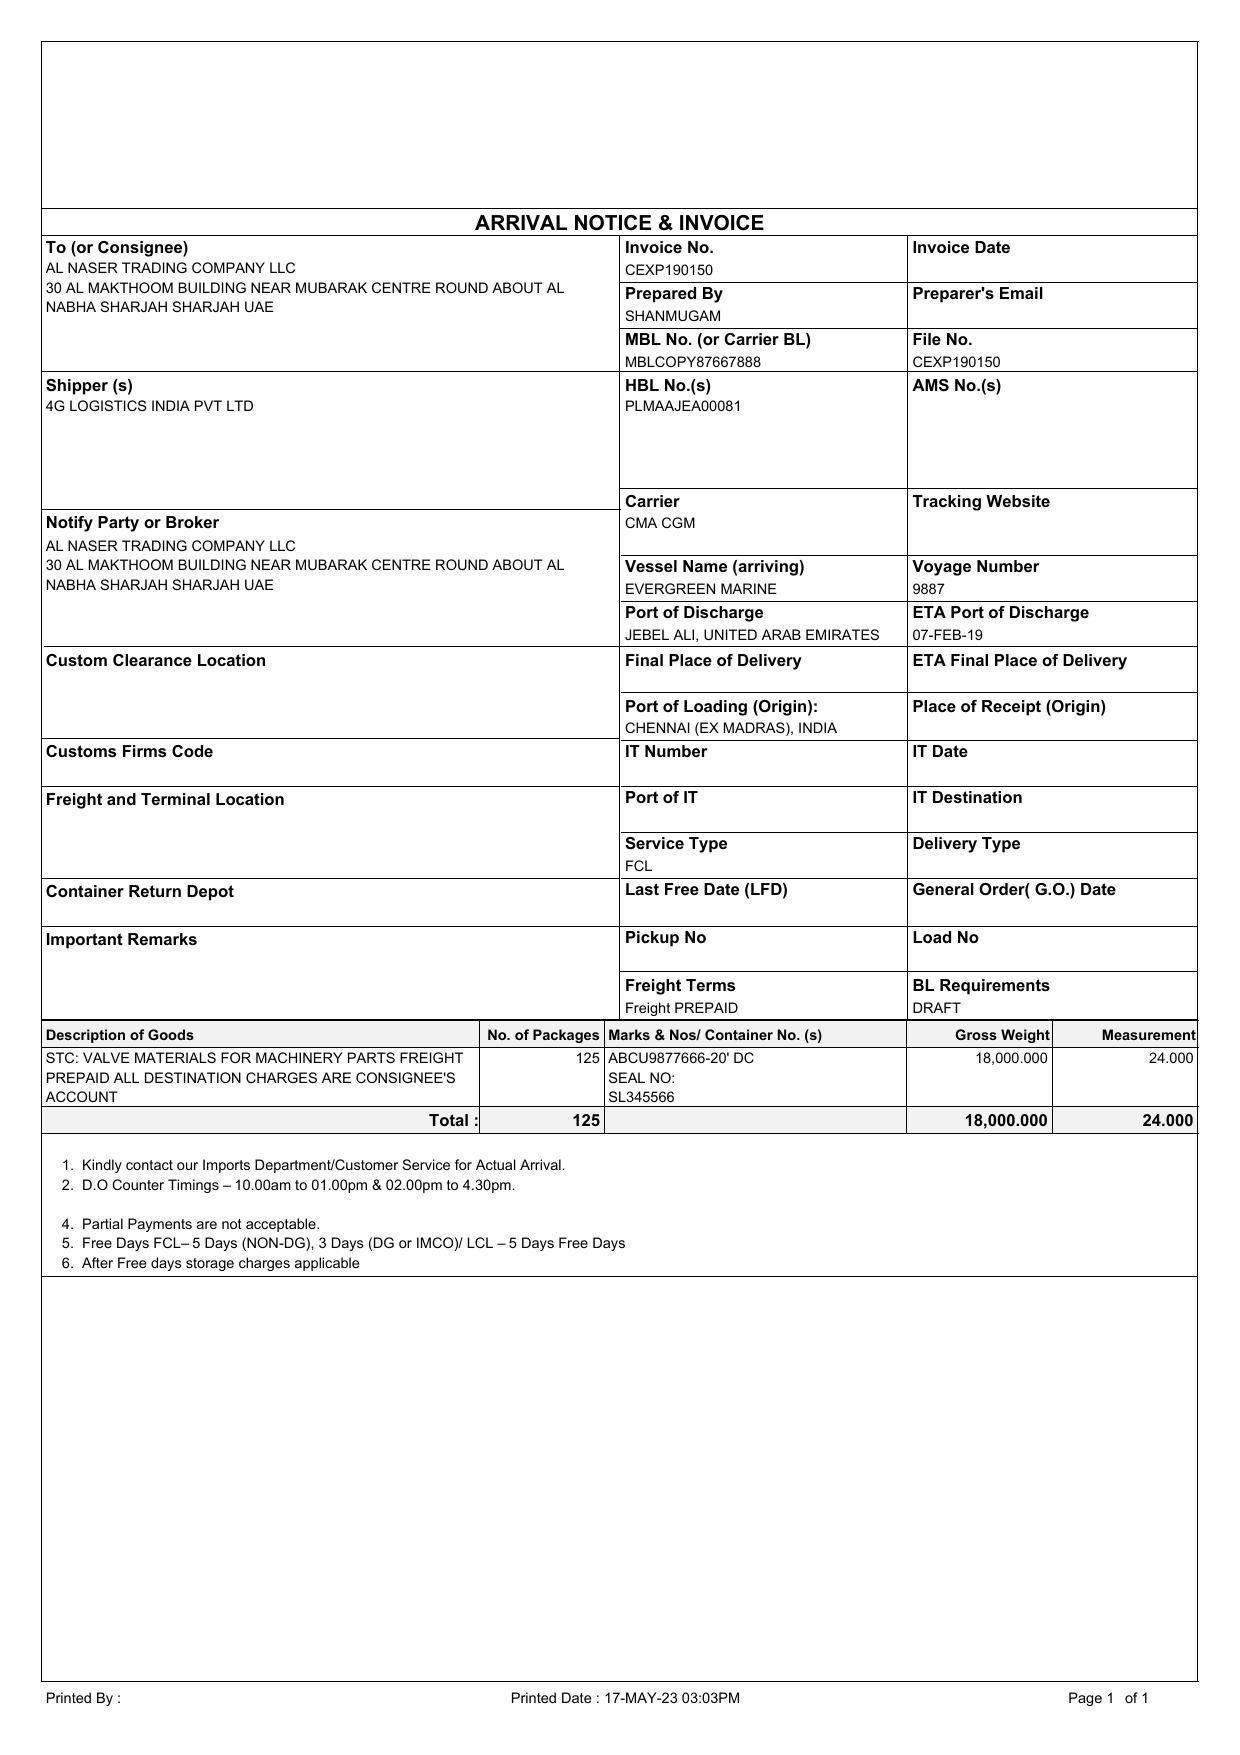 ARRIVAL NOTICE & INVOICE
To (or Consignee)
AL NASER TRADING COMPANY LLC
30 AL MAKTHOOM BUILDING NEAR MUBARAK CENTRE ROUND ABOUT AL
NABHA SHARJAH SHARJAH UAE
Invoice No.
CEXP190150
Invoice Date
Prepared By
SHANMUGAM
Preparer's Email
MBL No. (or Carrier BL)
MBLCOPY87667888
File No.
CEXP190150
Shipper (s)
4G LOGISTICS INDIA PVT LTD
HBL No.(s)
PLMAAJEA00081
AMS No.(s)
Carrier
CMA CGM
Tracking Website
Notify Party or Broker
AL NASER TRADING COMPANY LLC
30 AL MAKTHOOM BUILDING NEAR MUBARAK CENTRE ROUND ABOUT AL
NABHA SHARJAH SHARJAH UAE
Vessel Name (arriving)
EVERGREEN MARINE
Voyage Number
9887
Port of Discharge
JEBEL ALI, UNITED ARAB EMIRATES
ETA Port of Discharge
07-FEB-19
Custom Clearance Location
Final Place of Delivery
ETA Final Place of Delivery
Port of Loading (Origin):
CHENNAI (EX MADRAS), INDIA
Place of Receipt (Origin)
Customs Firms Code
IT Number
IT Date
Freight and Terminal Location
Port of IT
IT Destination
Service Type
FCL
Delivery Type
Container Return Depot
Last Free Date (LFD)
General Order( G.O.) Date
Important Remarks
Pickup No
Load No
Freight Terms
Freight PREPAID
BL Requirements
DRAFT
Description of Goods No. of Packages Marks & Nos/ Container No. (s) Gross Weight Measurement
STC: VALVE MATERIALS FOR MACHINERY PARTS FREIGHT 125 ABCU9877666-20' DC 18,000.000 24.000
PREPAID ALL DESTINATION CHARGES ARE CONSIGNEE'S SEAL NO:
ACCOUNT SL345566
Total : 125 18,000.000 24.000
1. Kindly contact our Imports Department/Customer Service for Actual Arrival.
2. D.O Counter Timings – 10.00am to 01.00pm & 02.00pm to 4.30pm.
4. Partial Payments are not acceptable.
5. Free Days FCL– 5 Days (NON-DG), 3 Days (DG or IMCO)/ LCL – 5 Days Free Days
6. After Free days storage charges applicable
Printed By : Printed Date : 17-MAY-23 03:03PM Page 1 of 1